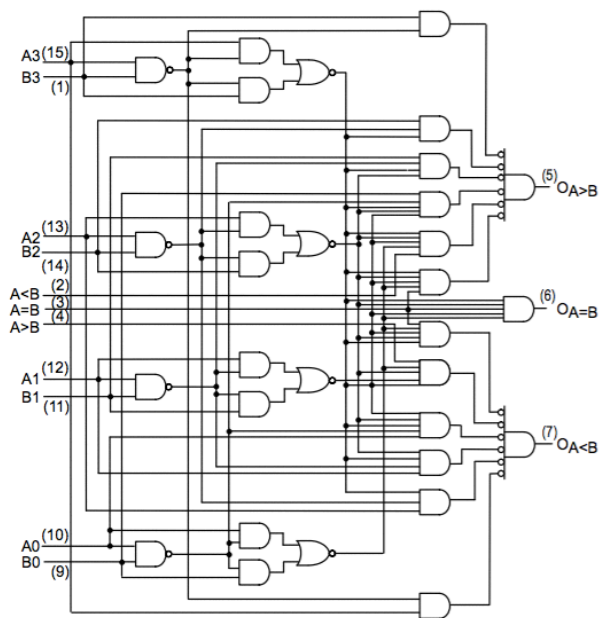 A3 (15)
B3
(1)
(5) OA>B
(13)
A2
B2
(14)
(2)
A<B
(3)
A=B
(4)
A>B
(6) OA=B
(12)
A1
B1
(11)
(7) OA<B
(10)
A0
B0
(9)